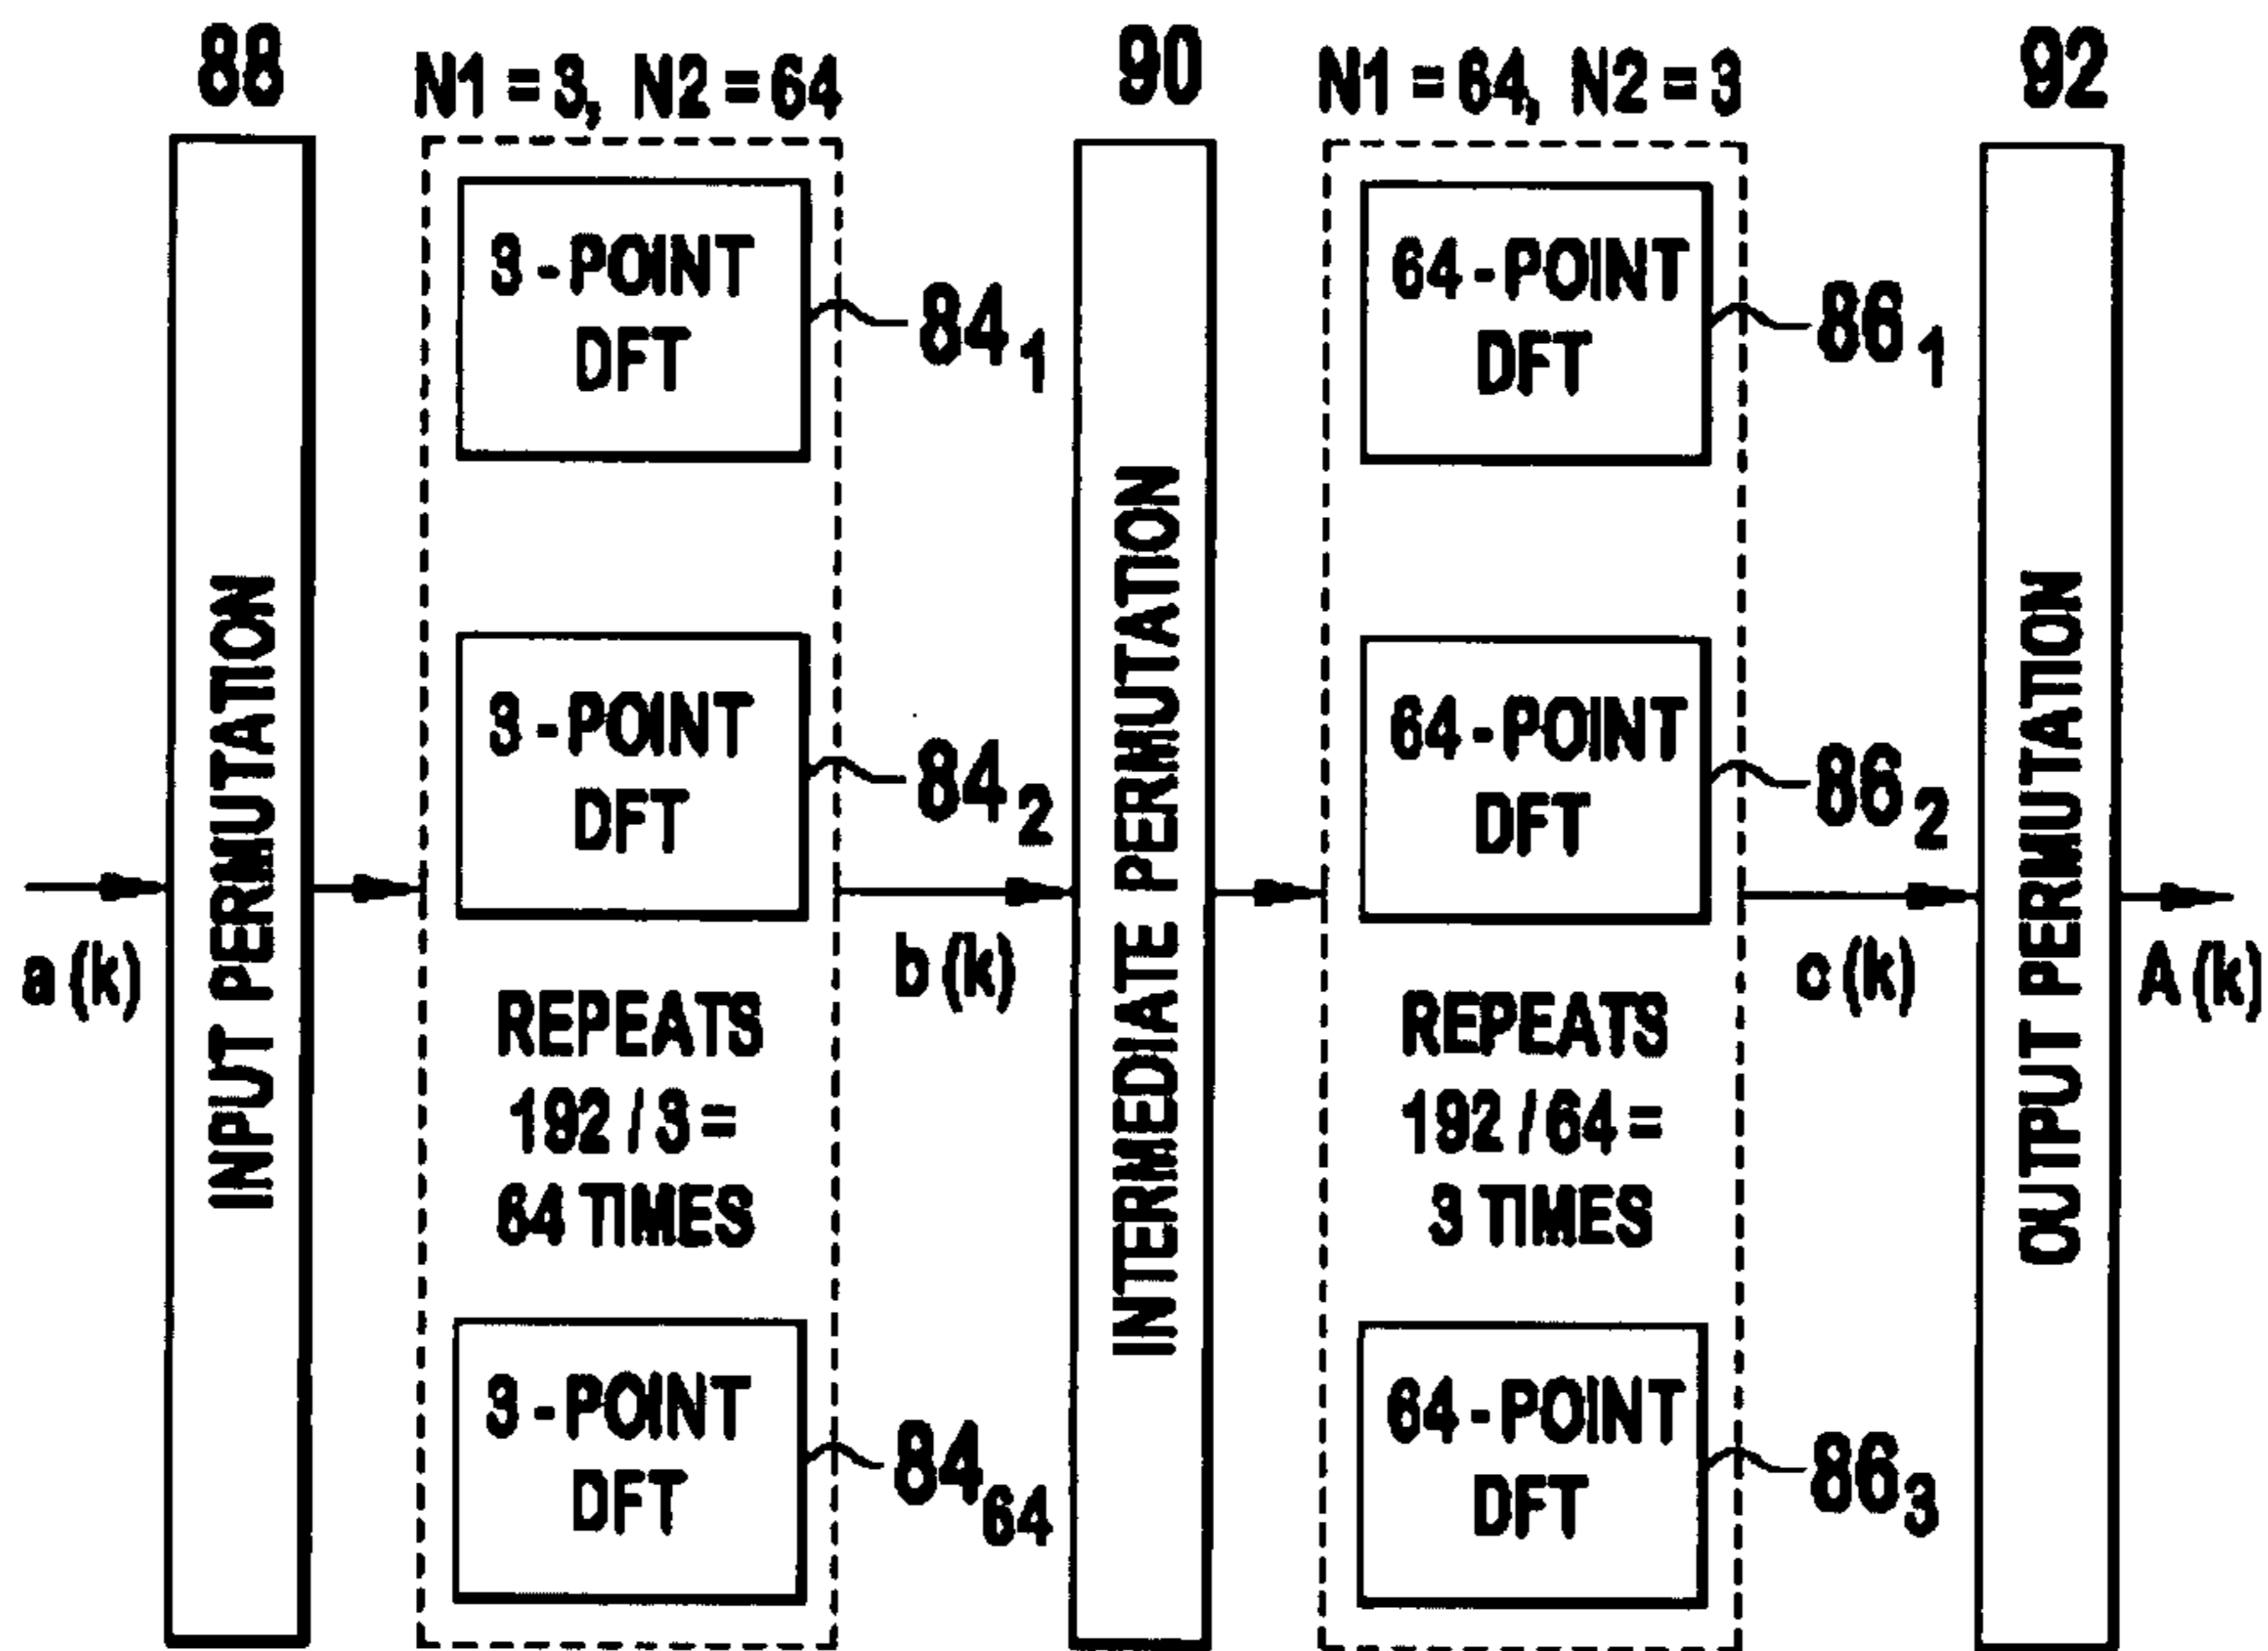 88
N1 = 3, N2 = 64
90
N1 = 64, N2 = 3
92
INPUT PERMUTATION
3 - POINT
DFT
84₁
3 - POINT
DFT
84₂
REPEATS
192 / 3 =
64 TIMES
3 - POINT
DFT
84₆₄
INTERMEDIATE PERMUTATION
64 - POINT
DFT
86₁
64 - POINT
DFT
86₂
REPEATS
192 / 64 =
3 TIMES
64 - POINT
DFT
86₃
OUTPUT PERMUTATION
a (k)
b (k)
c (k)
A (k)